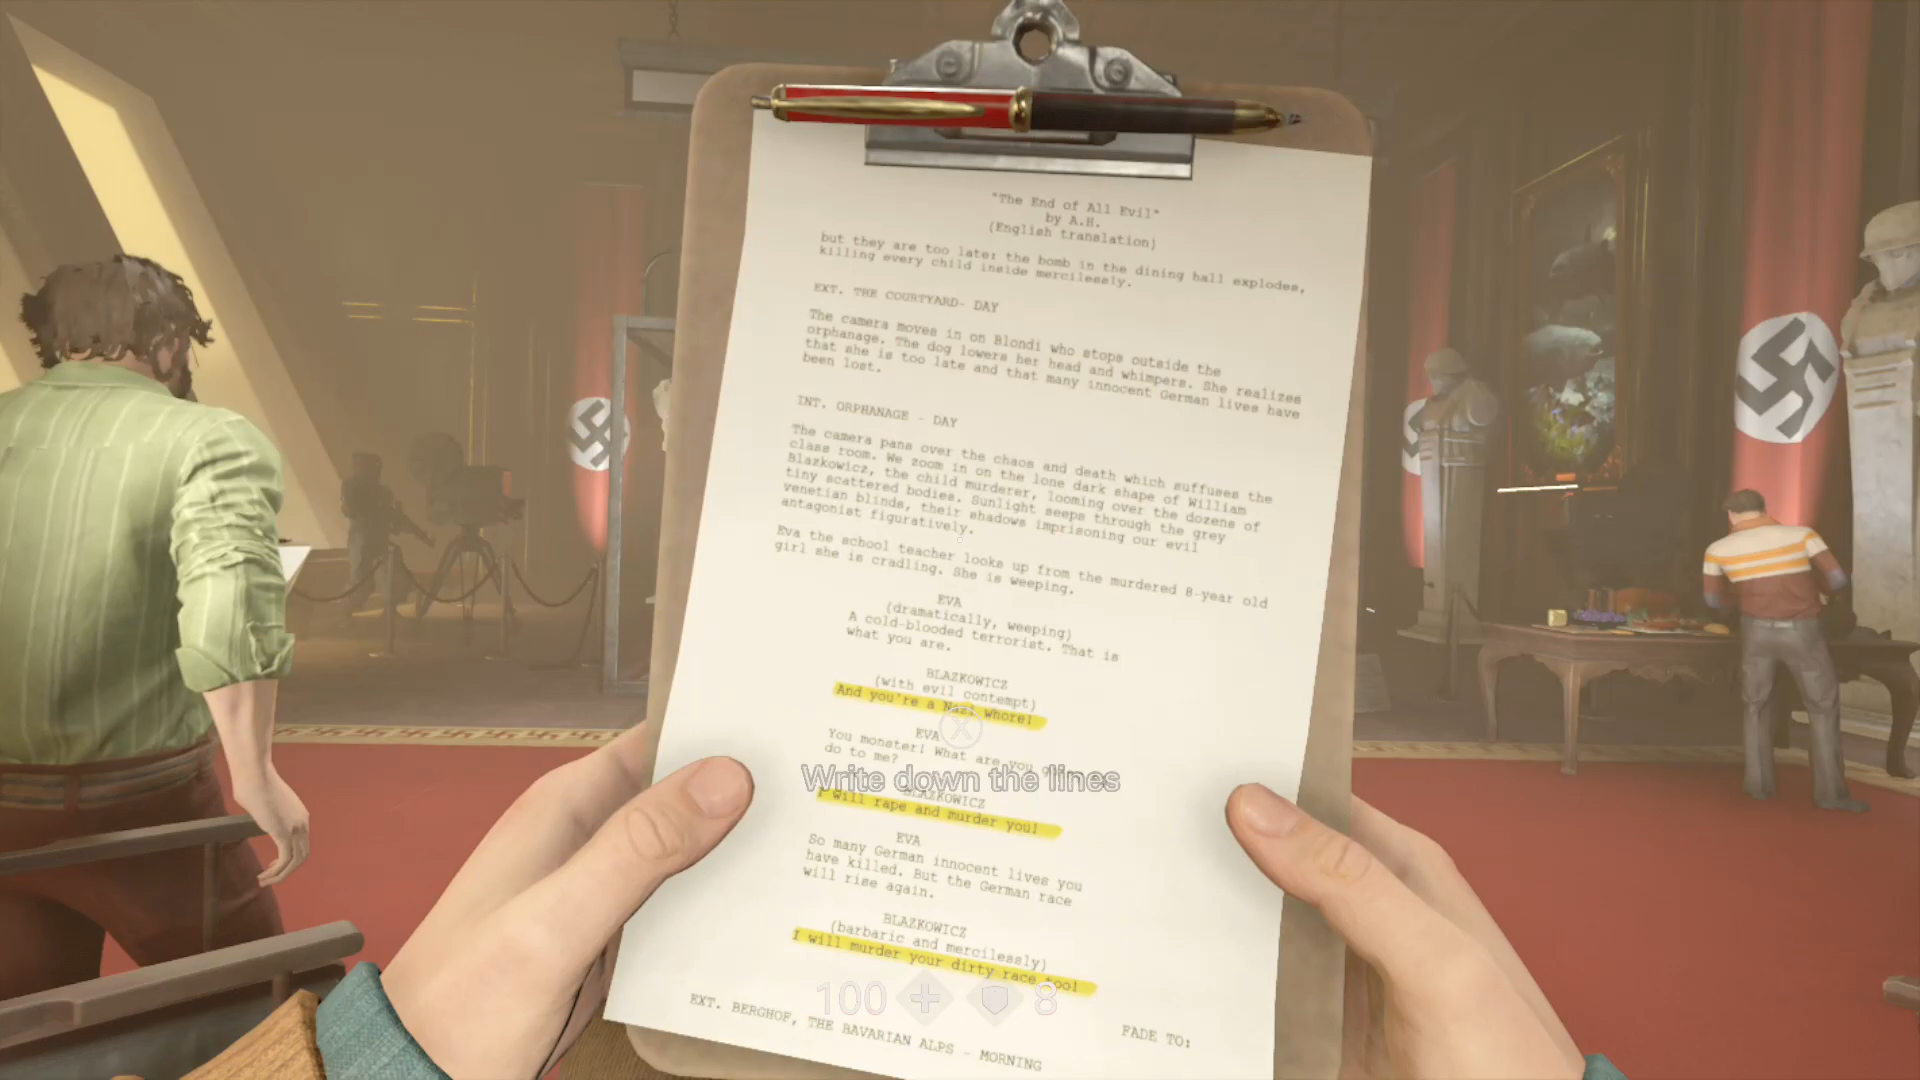 "The End of All Evil"
by A.H.
(English translation)
but they are too late: the bomb in the dining hall explodes,
killing every child inside mercilessly.
EXT. THE COURTYARD- DAY
The camera moves in on Blondi who stops outside the
orphanage. The dog lowers her head and whimpers. She realizes
that she is too late and that many innocent German lives have
been lost.
INT. ORPHANAGE - DAY
The camera pans over the chaos and death which suffuses the
class room. We zoom in on the lone dark shape of William
Blazkowicz, the child murderer, looming over the dozens of
tiny scattered bodies. Sunlight seeps through the grey
venetian blinds, their shadows imprisoning our evil
antagonist figuratively.
Eva the school teacher looks up from the murdered 8-year old
girl she is cradling. She is weeping.
EVA
(dramatically, weeping)
A cold-blooded terrorist. That is
what you are.
BLAZKOWICZ
(with evil contempt)
And you're a Nazi whore!
EVA
You monster! What are you
do to me?
Write down the lines
BLAZKOWICZ
I will rape and murder you!
EVA
So many German innocent lives you
have killed. But the German race
will rise again.
BLAZKOWICZ
(barbaric and mercilessly)
I will murder your dirty race too!
100 8
FADE TO:
EXT. BERGHOF, THE BAVARIAN ALPS - MORNING